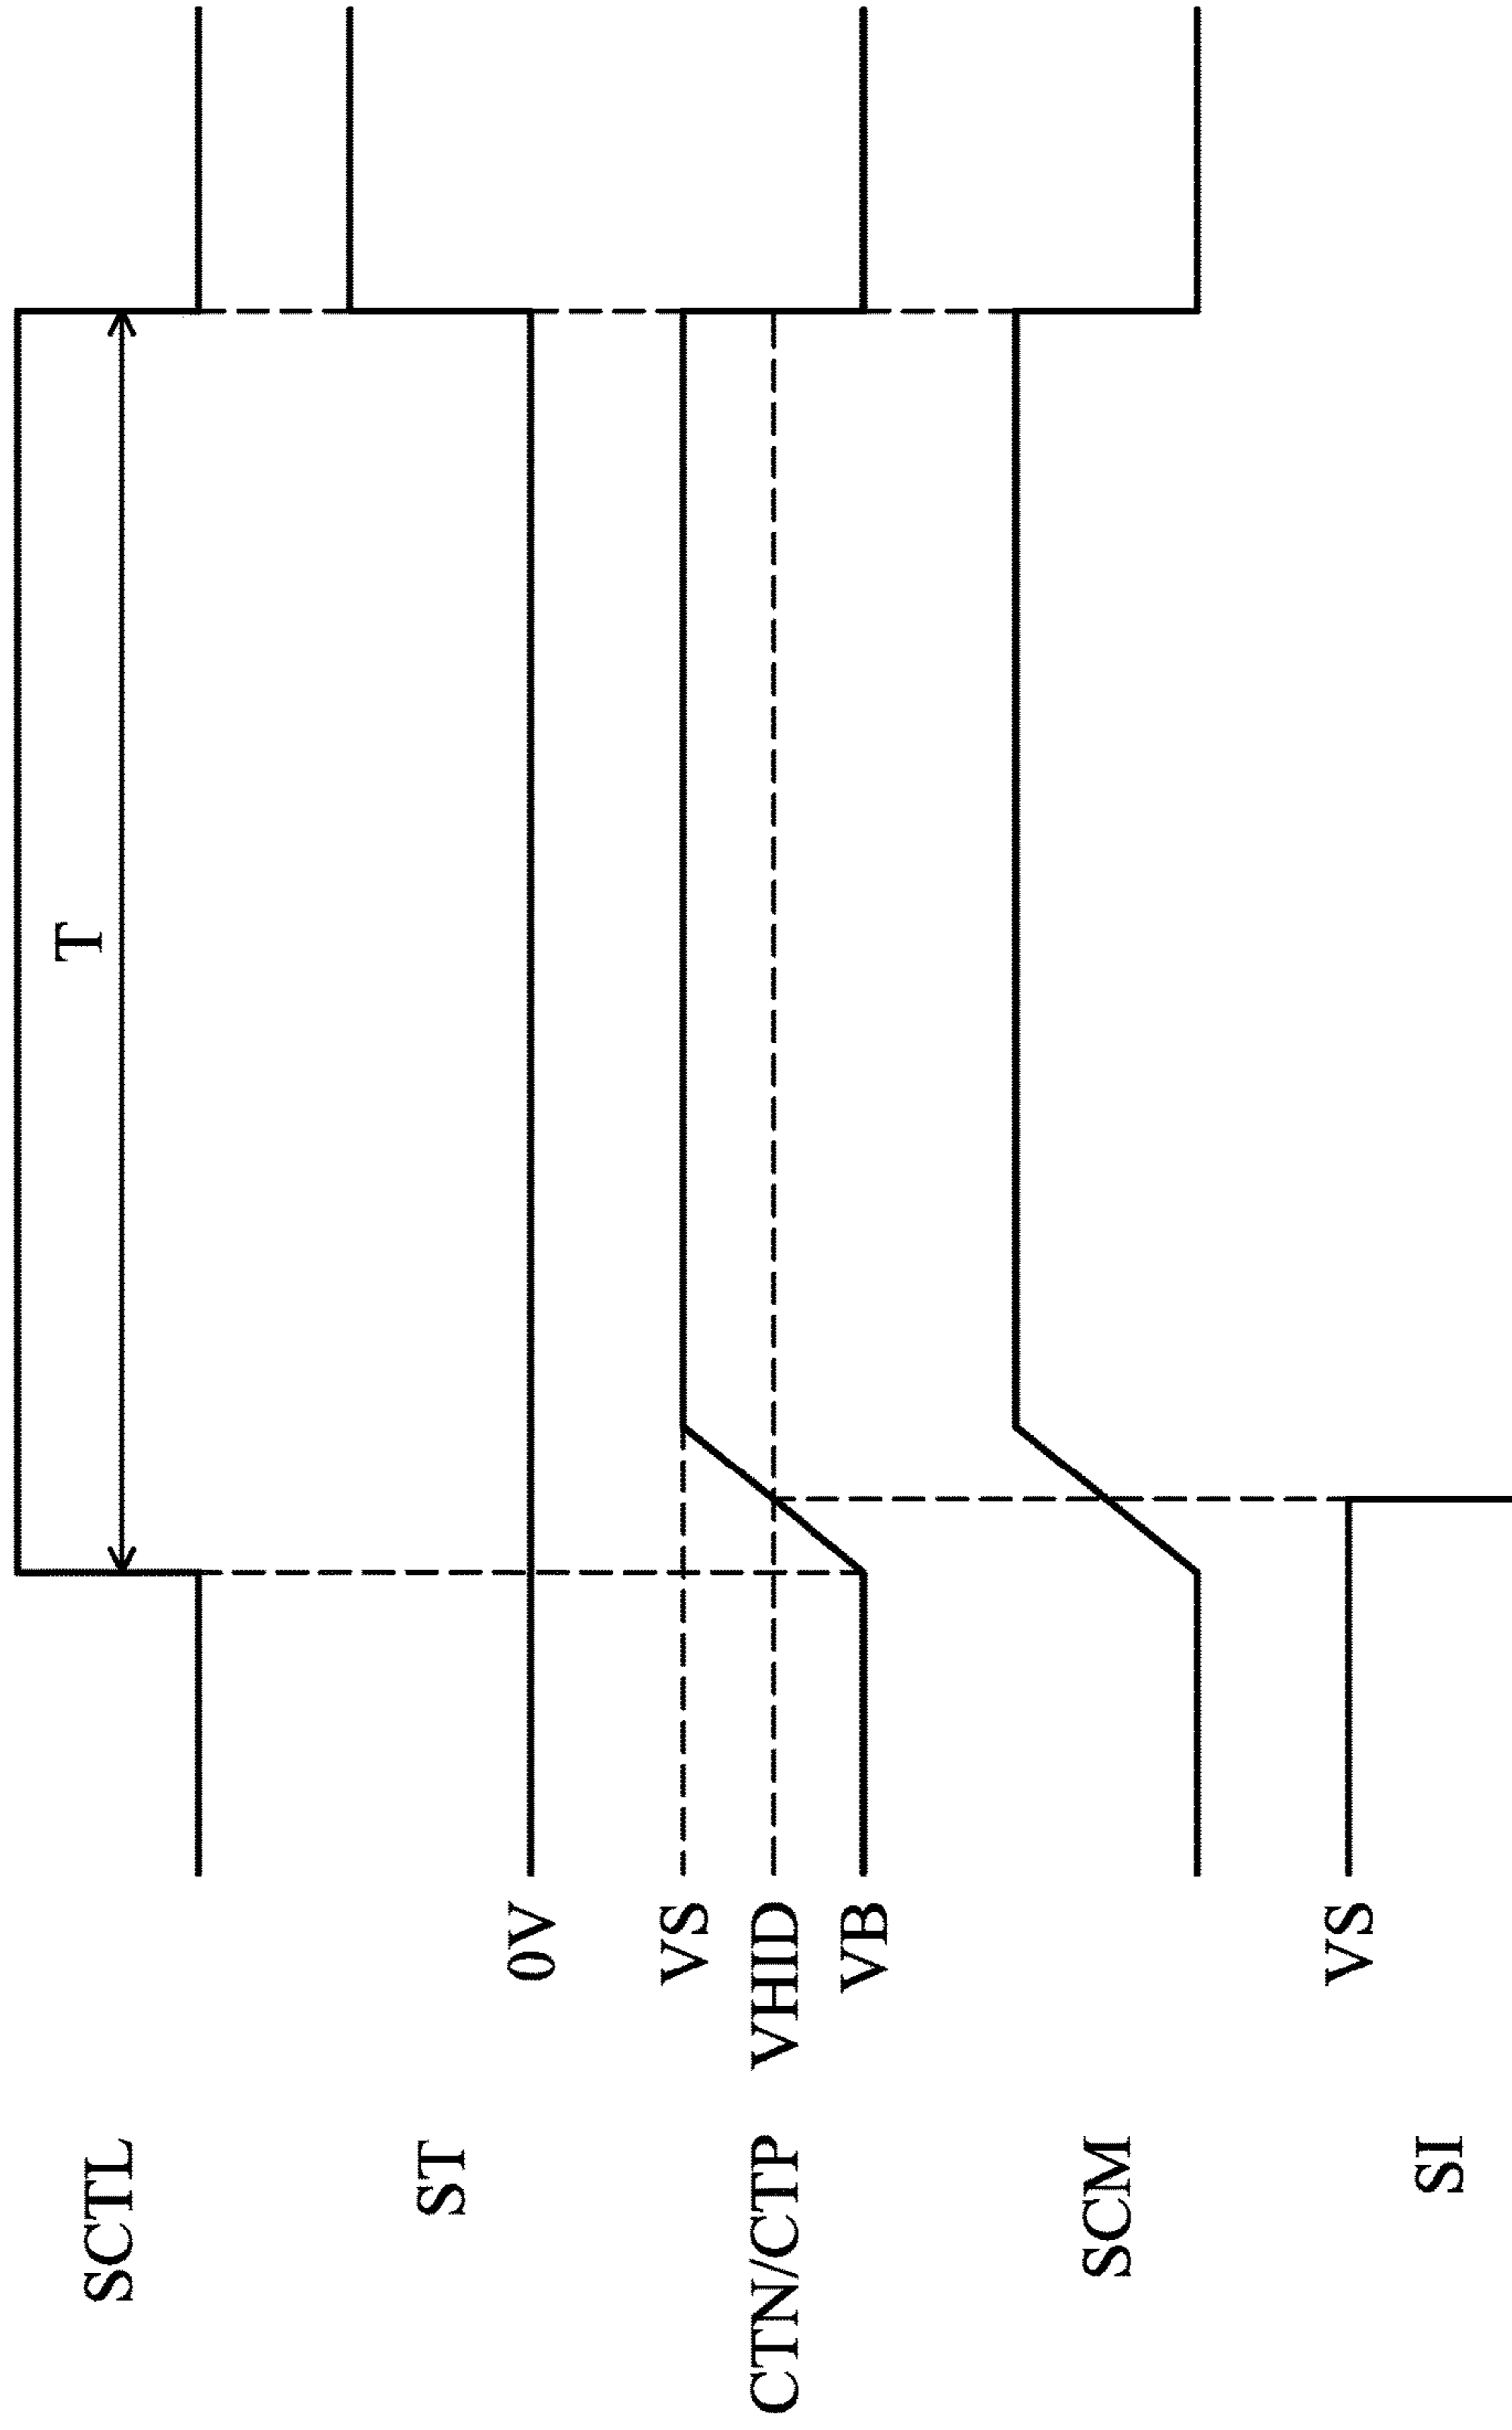 T
SCTL
ST
0V
VS
CTN/CTP
VHID
VB
SCM
VS
SI